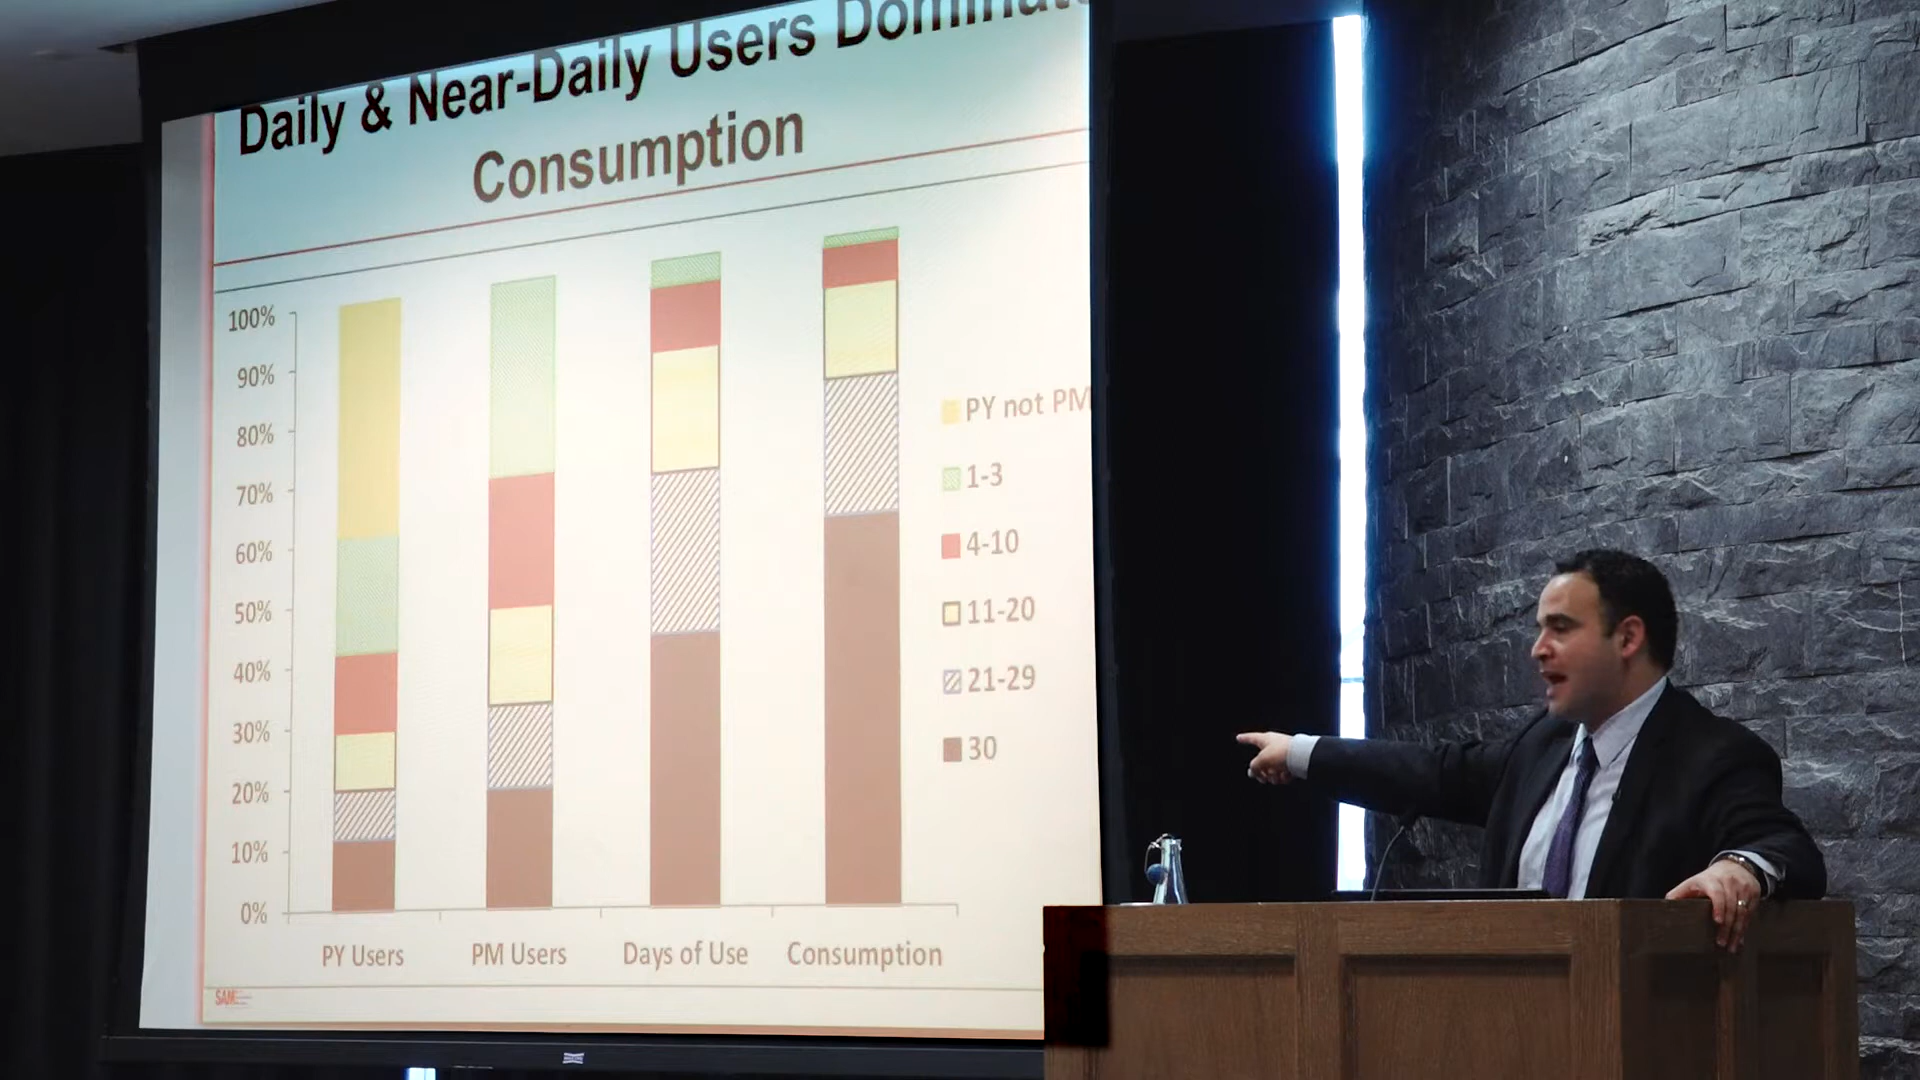 Daily & Near-Daily Users Dominate
Consumption
100%
90%
80%
70%
60%
50%
40%
30%
20%
10%
0%
PY Users
PM Users
Days of Use
Consumption
PY not PM
1-3
4-10
11-20
21-29
30
SAM